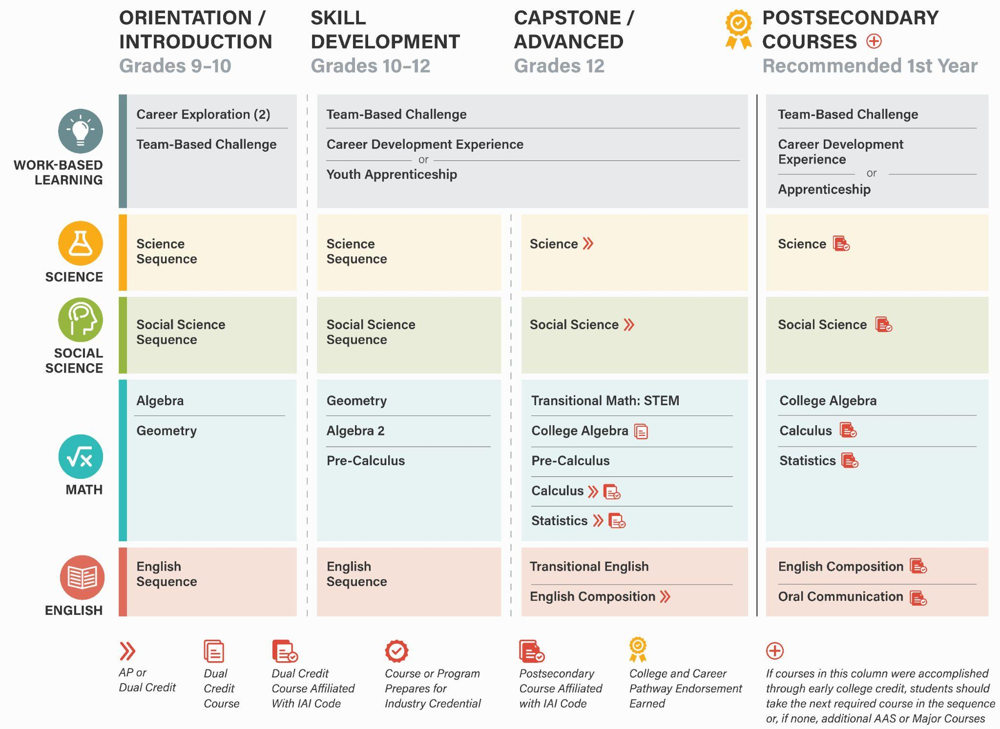 ORIENTATION /
INTRODUCTION
Grades 9–10
SKILL
DEVELOPMENT
Grades 10–12
CAPSTONE /
ADVANCED
Grades 12
POSTSECONDARY
COURSES
Recommended 1st Year
WORK-BASED
LEARNING
Career Exploration (2)
Team-Based Challenge
Team-Based Challenge
Career Development Experience
or
Youth Apprenticeship
Team-Based Challenge
Career Development
Experience
or
Apprenticeship
SCIENCE
Science
Sequence
Science
Sequence
Science
Science
SOCIAL
SCIENCE
Social Science
Sequence
Social Science
Sequence
Social Science
Social Science
MATH
Algebra
Geometry
Geometry
Algebra 2
Pre-Calculus
Transitional Math: STEM
College Algebra
Pre-Calculus
Calculus
Statistics
College Algebra
Calculus
Statistics
ENGLISH
English
Sequence
English
Sequence
Transitional English
English Composition
English Composition
Oral Communication
AP or
Dual Credit
Dual
Credit
Course
Dual Credit
Course Affiliated
With IAI Code
Course or Program
Prepares for
Industry Credential
Postsecondary
Course Affiliated
with IAI Code
College and Career
Pathway Endorsement
Earned
If courses in this column were accomplished
through early college credit, students should
take the next required course in the sequence
or, if none, additional AAS or Major Courses